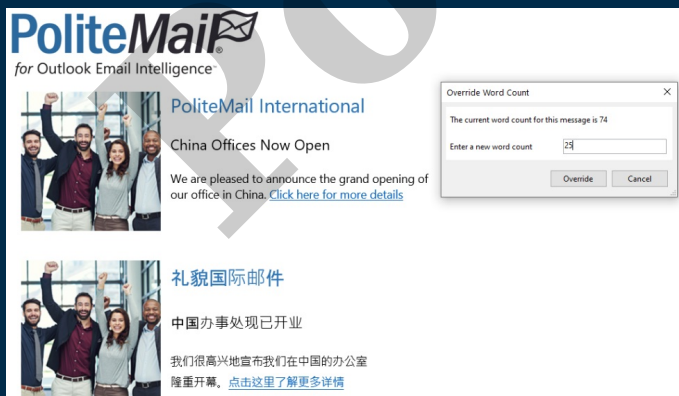 PoliteMail®
for Outlook Email Intelligence
PoliteMail International
China Offices Now Open
We are pleased to announce the grand opening of
our office in China. Click here for more details
Override Word Count
The current word count for this message is 74
Enter a new word count 25
Override Cancel
礼貌国际邮件
中国办事处现已开业
我们很高兴地宣布我们在中国的办公室
隆重开幕。点击这里了解更多详情